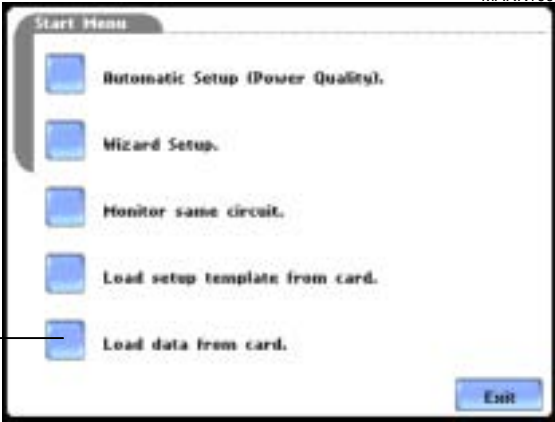 Start Menu
Automatic Setup (Power Quality).
Wizard Setup.
Monitor same circuit.
Load setup template from card.
Load data from card.
Exit